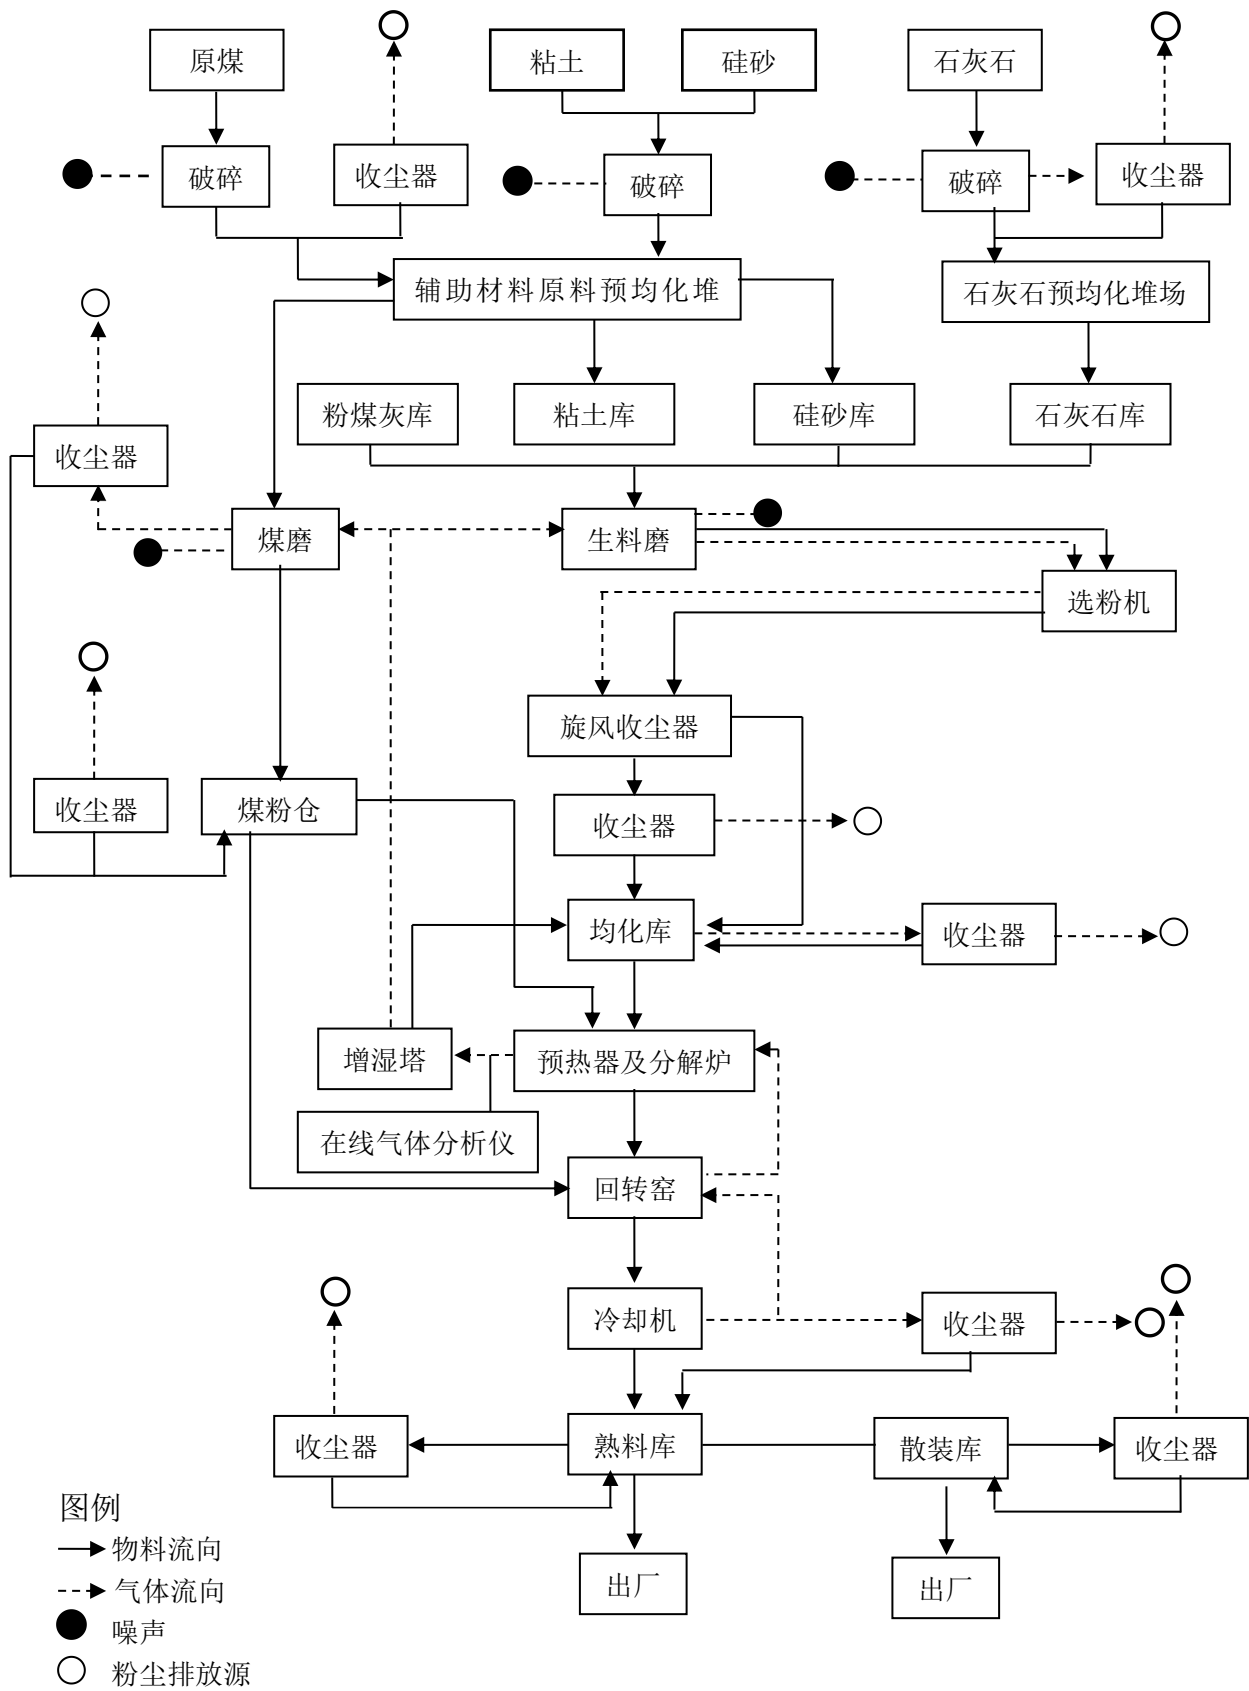 原煤
粘土
硅砂
石灰石
破碎
收尘器
破碎
破碎
收尘器
辅助材料原料预均化堆
石灰石预均化堆场
粉煤灰库
粘土库
硅砂库
石灰石库
收尘器
煤磨
生料磨
选粉机
旋风收尘器
收尘器
煤粉仓
收尘器
均化库
收尘器
增湿塔
预热器及分解炉
在线气体分析仪
回转窑
冷却机
收尘器
收尘器
熟料库
散装库
收尘器
出厂
出厂
图例
物料流向
气体流向
噪声
粉尘排放源